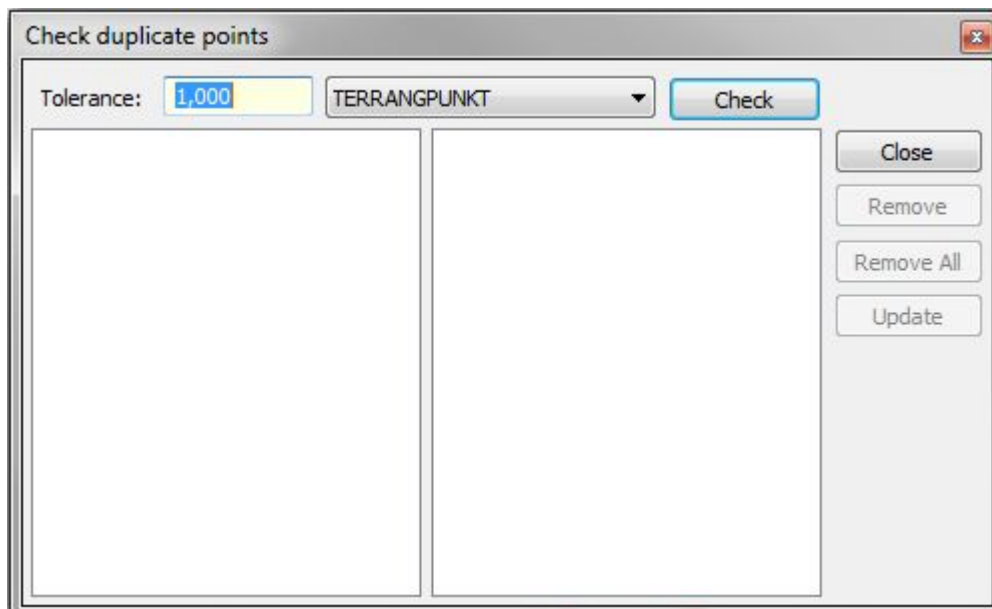 Check duplicate points
Tolerance: 1,000 TERRANGPUNKT Check
Close
Remove
Remove All
Update